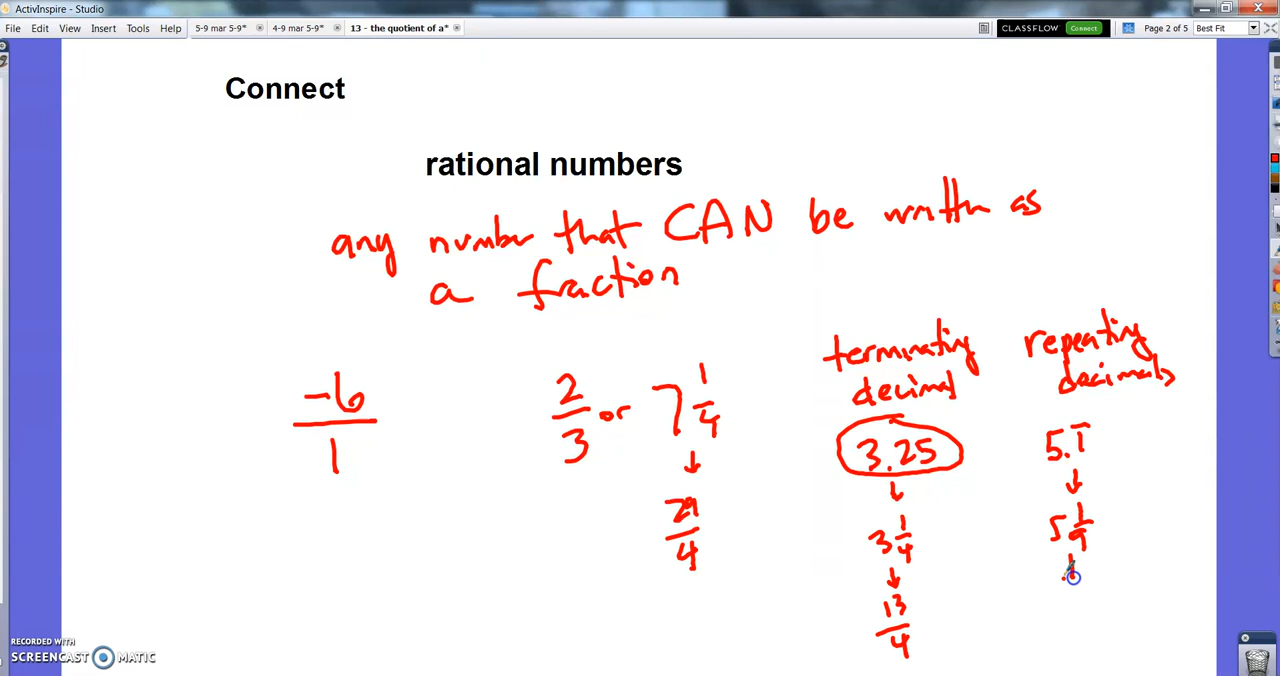 ActivInspire - Studio
File Edit View Insert Tools Help 5-9 mar 5-9* 4-9 mar 5-9* 13 - the quotient of a* CLASSFLOW Connect Page 2 of 5 Best Fit
Connect
rational numbers
any number that CAN be written as
a fraction
-6/1
2/3 or 7 1/4
↓
29/4
terminating
decimal
3.25
↓
3 1/4
↓
13/4
repeating
decimals
5.1̅
↓
5 1/9
RECORDED WITH
SCREENCAST MATIC